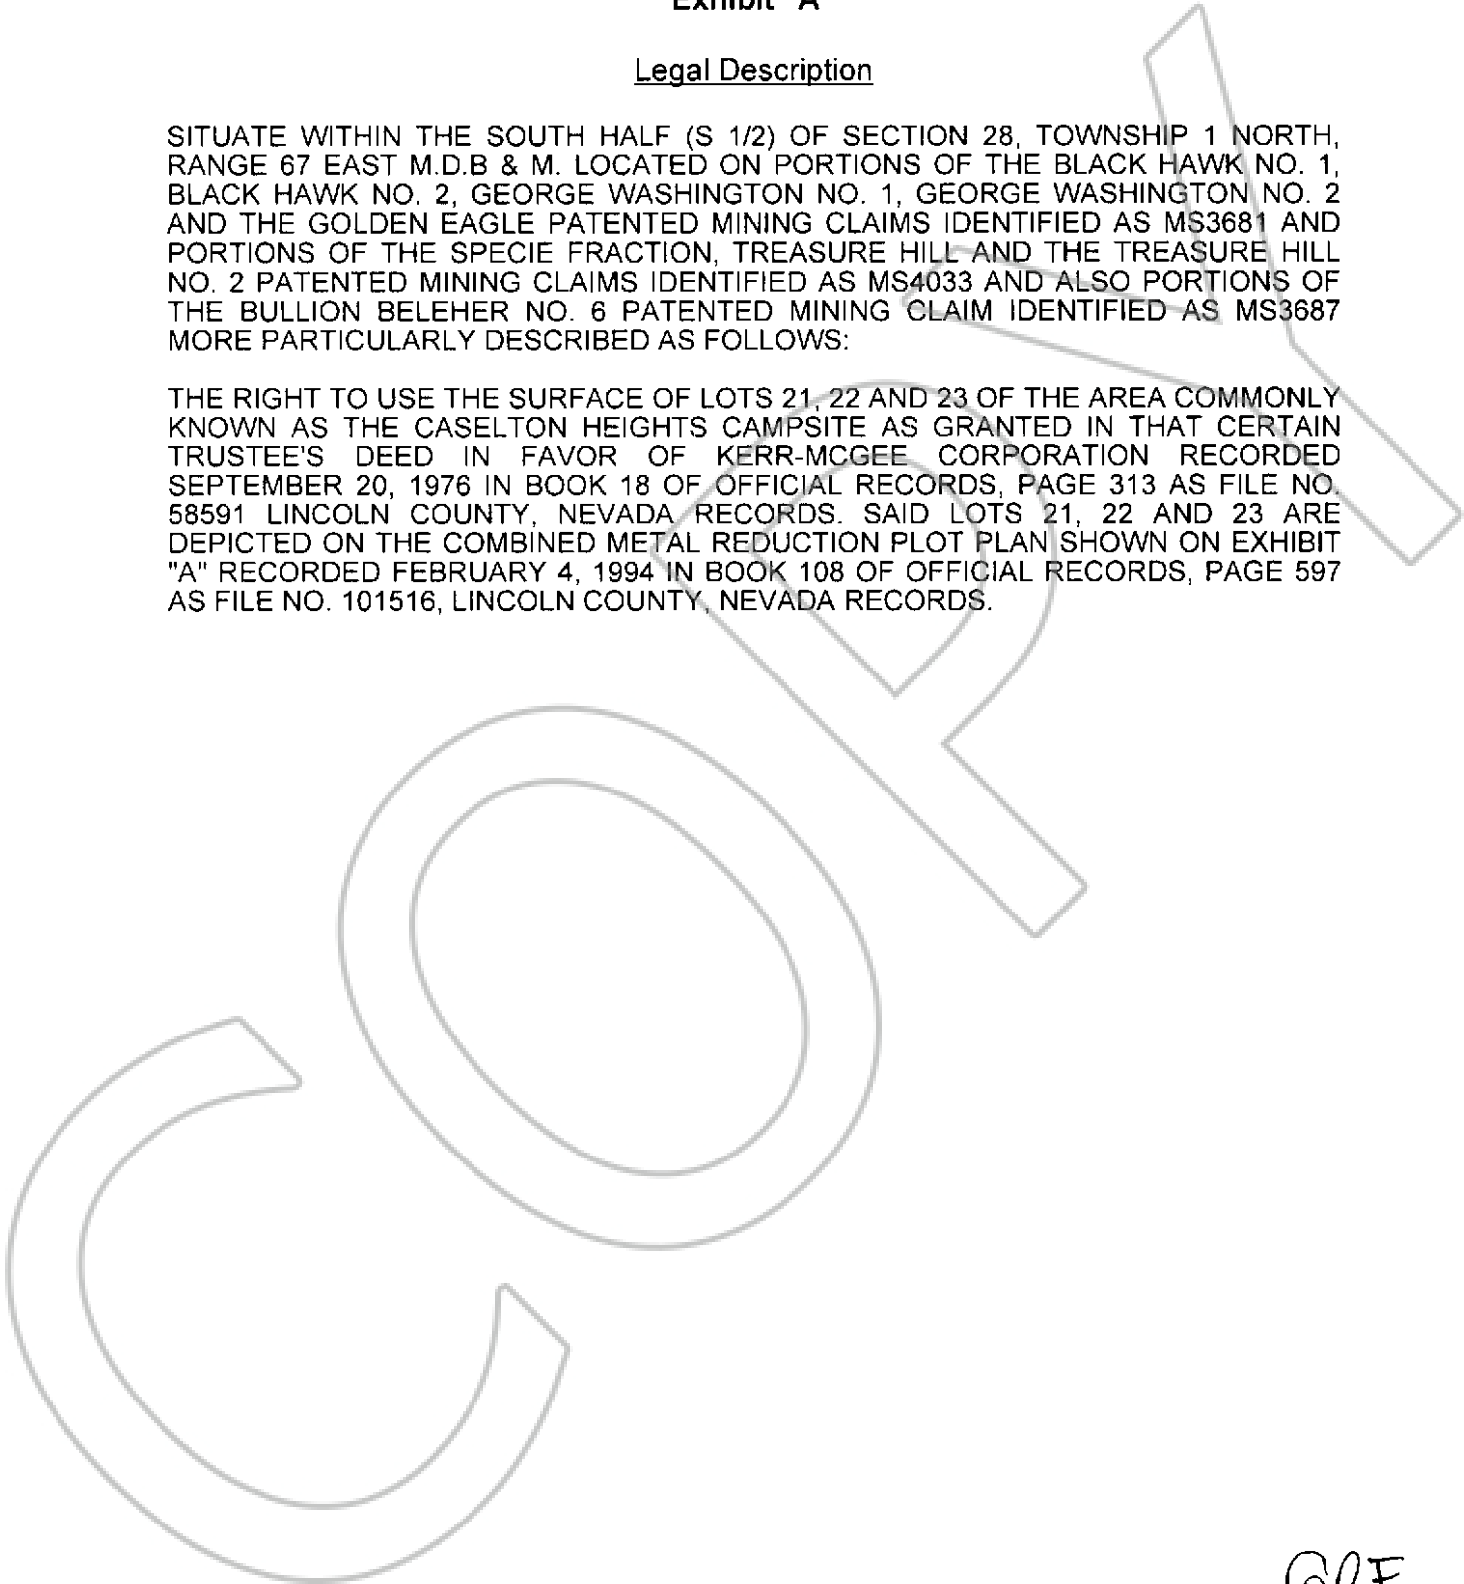 Exhibit "A
Legal Description
SITUATE WITHIN THE SOUTH HALF (S 1/2) OF SECTION 28, TOWNSHIP 1 NORTH,
RANGE 67 EAST M.D.B & M. LOCATED ON PORTIONS OF THE BLACK HAWK NO. 1,
BLACK HAWK NO. 2, GEORGE WASHINGTON NO. 1, GEORGE WASHINGTON NO. 2
AND THE GOLDEN EAGLE PATENTED MINING CLAIMS IDENTIFIED AS MS3681 AND
PORTIONS OF THE SPECIE FRACTION, TREASURE HILL AND THE TREASURE HILL
NO. 2 PATENTED MINING CLAIMS IDENTIFIED AS MS4033 AND ALSO PORTIONS OF
THE BULLION BELEHER NO. 6 PATENTED MINING CLAIM IDENTIFIED AS MS3687
MORE PARTICULARLY DESCRIBED AS FOLLOWS:
THE RIGHT TO USE THE SURFACE OF LOTS 21, 22 AND 23 OF THE AREA COMMONLY
KNOWN AS THE CASELTON HEIGHTS CAMPSITE AS GRANTED IN THAT CERTAIN
TRUSTEE'S DEED IN FAVOR OF KERR-MCGEE CORPORATION RECORDED
SEPTEMBER 20, 1976 IN BOOK 18 OF OFFICIAL RECORDS, PAGE 313 AS FILE NO.
58591 LINCOLN COUNTY, NEVADA RECORDS. SAID LOTS 21, 22 AND 23 ARE
DEPICTED ON THE COMBINED METAL REDUCTION PLOT PLAN SHOWN ON EXHIBIT
"A" RECORDED FEBRUARY 4, 1994 IN BOOK 108 OF OFFICIAL RECORDS, PAGE 597
AS FILE NO. 101516, LINCOLN COUNTY, NEVADA RECORDS.
COPY